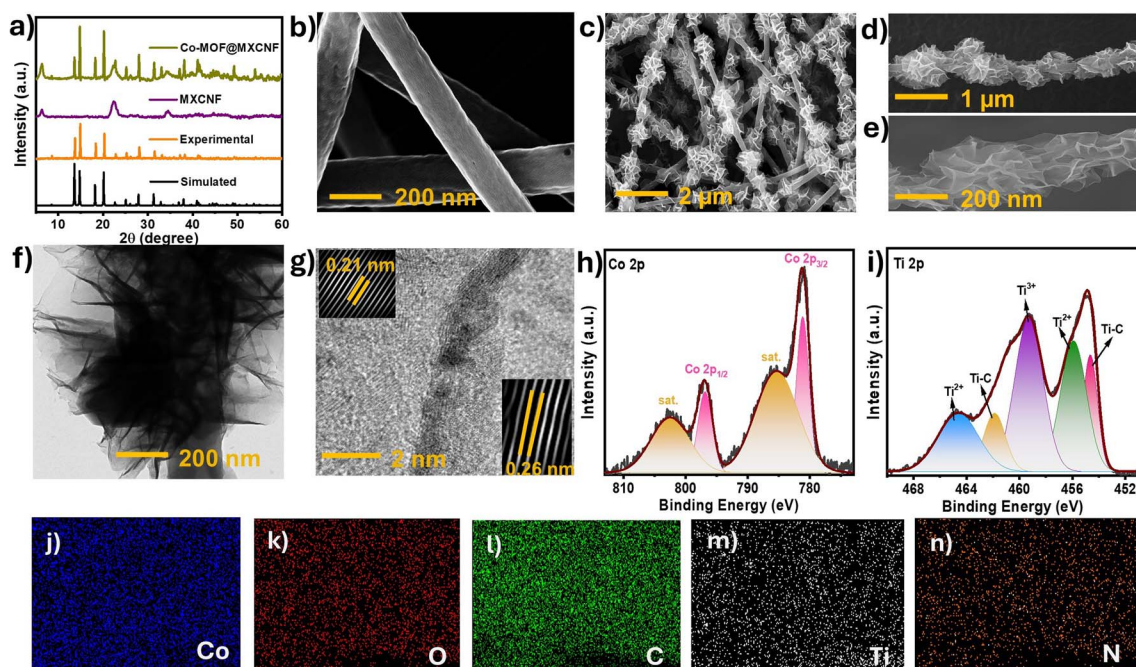 a)
Intensity (a.u.)
Co-MOF@MXCNF
MXCNF
Experimental
Simulated
5 10 20 30 40 50 60
2θ (degree)
b)
200 nm
c)
2 µm
d)
1 µm
e)
200 nm
f)
200 nm
g)
0.21 nm
2 nm
0.26 nm
h)
Co 2p
Co 2p3/2
Co 2p1/2
sat.
sat.
Intensity (a.u.)
810 800 790 780
Binding Energy (eV)
i)
Ti 2p
Ti3+
Ti2+
Ti-C
Ti-C
Ti2+
Intensity (a.u.)
468 464 460 456 452
Binding Energy (eV)
j)
Co
k)
O
l)
C
m)
Ti
n)
N